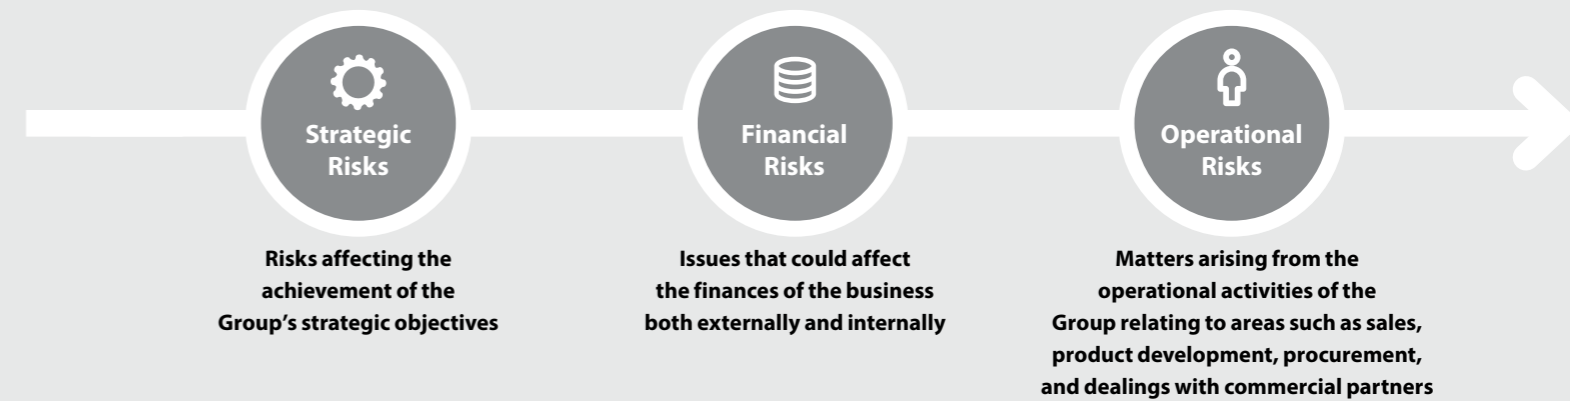 Strategic
Risks
Risks affecting the
achievement of the
Group’s strategic objectives
Financial
Risks
Issues that could affect
the finances of the business
both externally and internally
Operational
Risks
Matters arising from the
operational activities of the
Group relating to areas such as sales,
product development, procurement,
and dealings with commercial partners